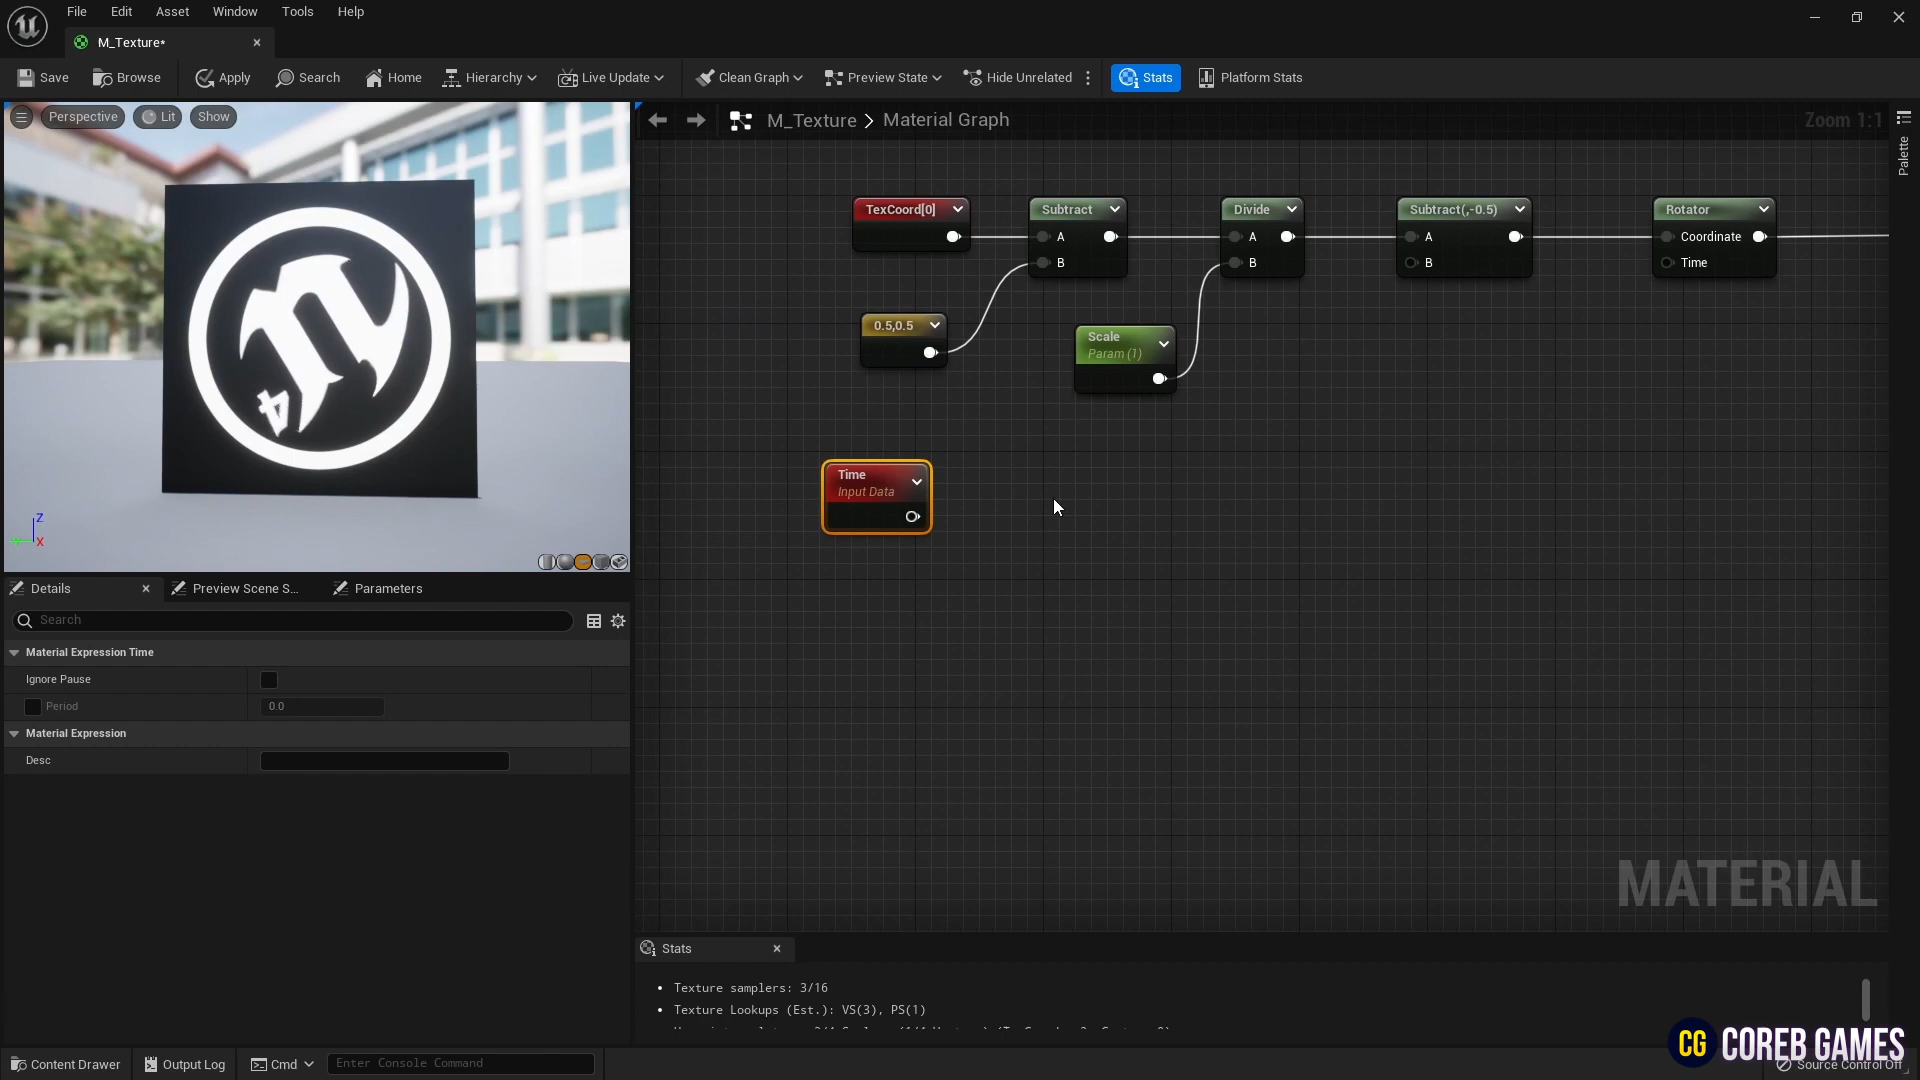 File Edit Asset Window Tools Help
M_Texture*
Save Browse Apply Search Home Hierarchy Live Update Clean Graph Preview State Hide Unrelated Stats Platform Stats
Perspective Lit Show
M_Texture > Material Graph
Zoom 1:1
Palette
TexCoord[0] Subtract Divide Subtract(,-0.5) Rotator
A A A Coordinate
B B B Time
0.5,0.5
Scale
Param (1)
Time
Input Data
4
Z
X
Details Preview Scene S... Parameters
Search
Material Expression Time
Ignore Pause
Period 0.0
Material Expression
Desc
MATERIAL
Stats
• Texture samplers: 3/16
• Texture Lookups (Est.): VS(3), PS(1)
CG COREB GAMES
Content Drawer Output Log Cmd Enter Console Command Source Control Off